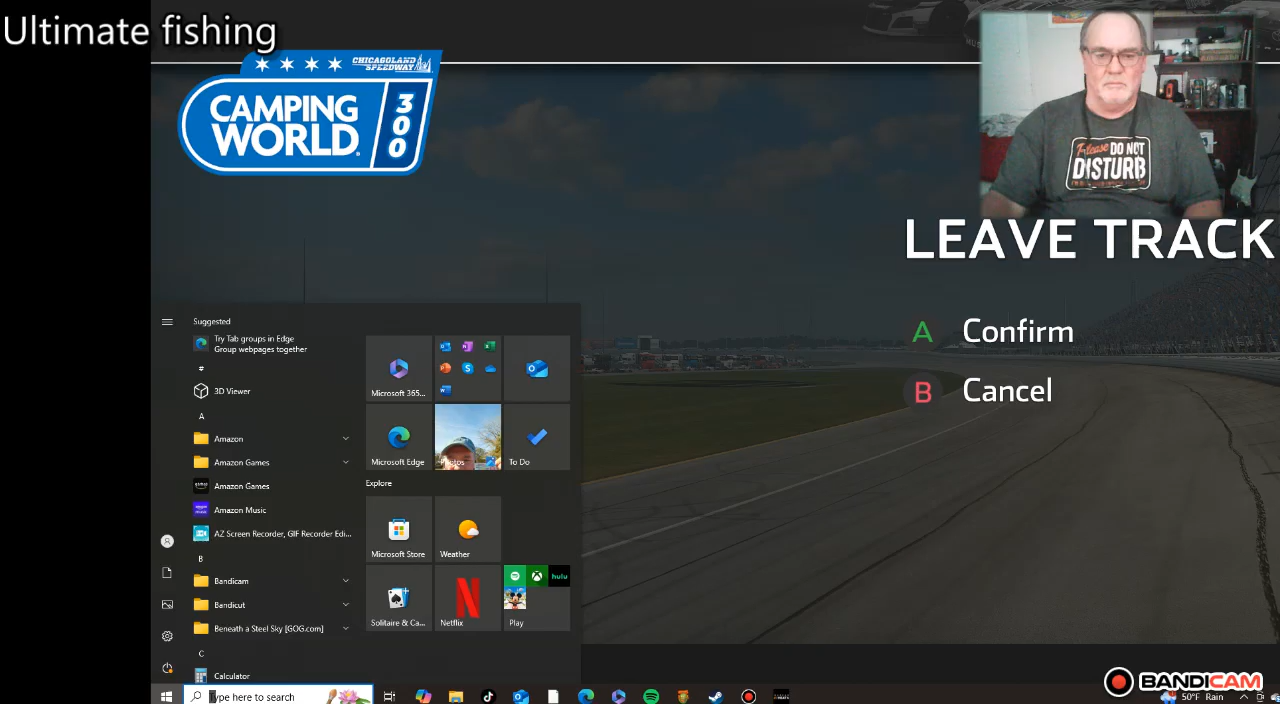 Ultimate fishing
CHICAGOLAND
SPEEDWAY
CAMPING
WORLD
300
Please DO NOT
DISTURB
LEAVE TRACK
A Confirm
B Cancel
Suggested
Try Tab groups in Edge
Group webpages together
#
3D Viewer
A
Amazon
Amazon Games
Amazon Games
Amazon Music
AZ Screen Recorder, GIF Recorder Edi...
B
Bandicam
Bandicut
Beneath a Steel Sky [GOG.com]
C
Calculator
Microsoft 365...
Microsoft Edge
Photos
To Do
Explore
Microsoft Store
Weather
hulu
Solitaire & Ca...
Netflix
Play
Type here to search
BANDICAM
50°F Rain